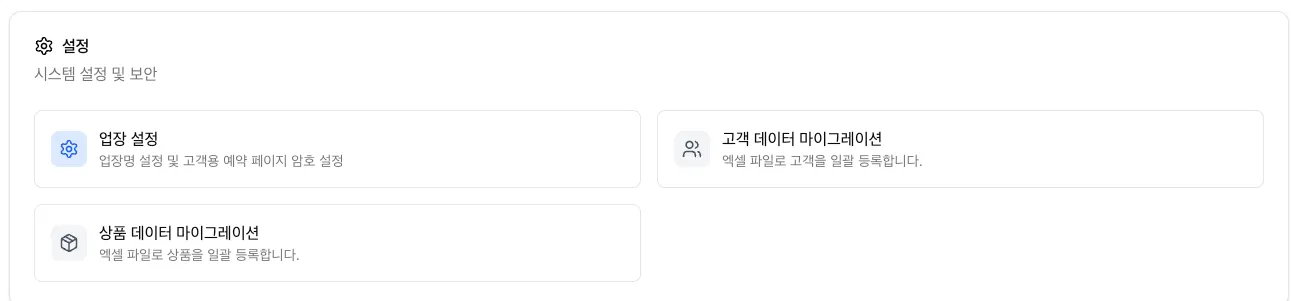 설정
시스템 설정 및 보안
업장 설정
업장명 설정 및 고객용 예약 페이지 암호 설정
고객 데이터 마이그레이션
엑셀 파일로 고객을 일괄 등록합니다.
상품 데이터 마이그레이션
엑셀 파일로 상품을 일괄 등록합니다.